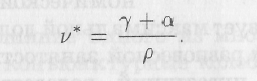 ν* = (γ + α) / ρ.